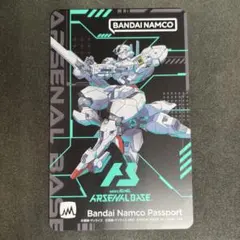 BANDAI NAMCO
ARSENAL BASE
ARSENAL BASE
Bandai Namco Passport